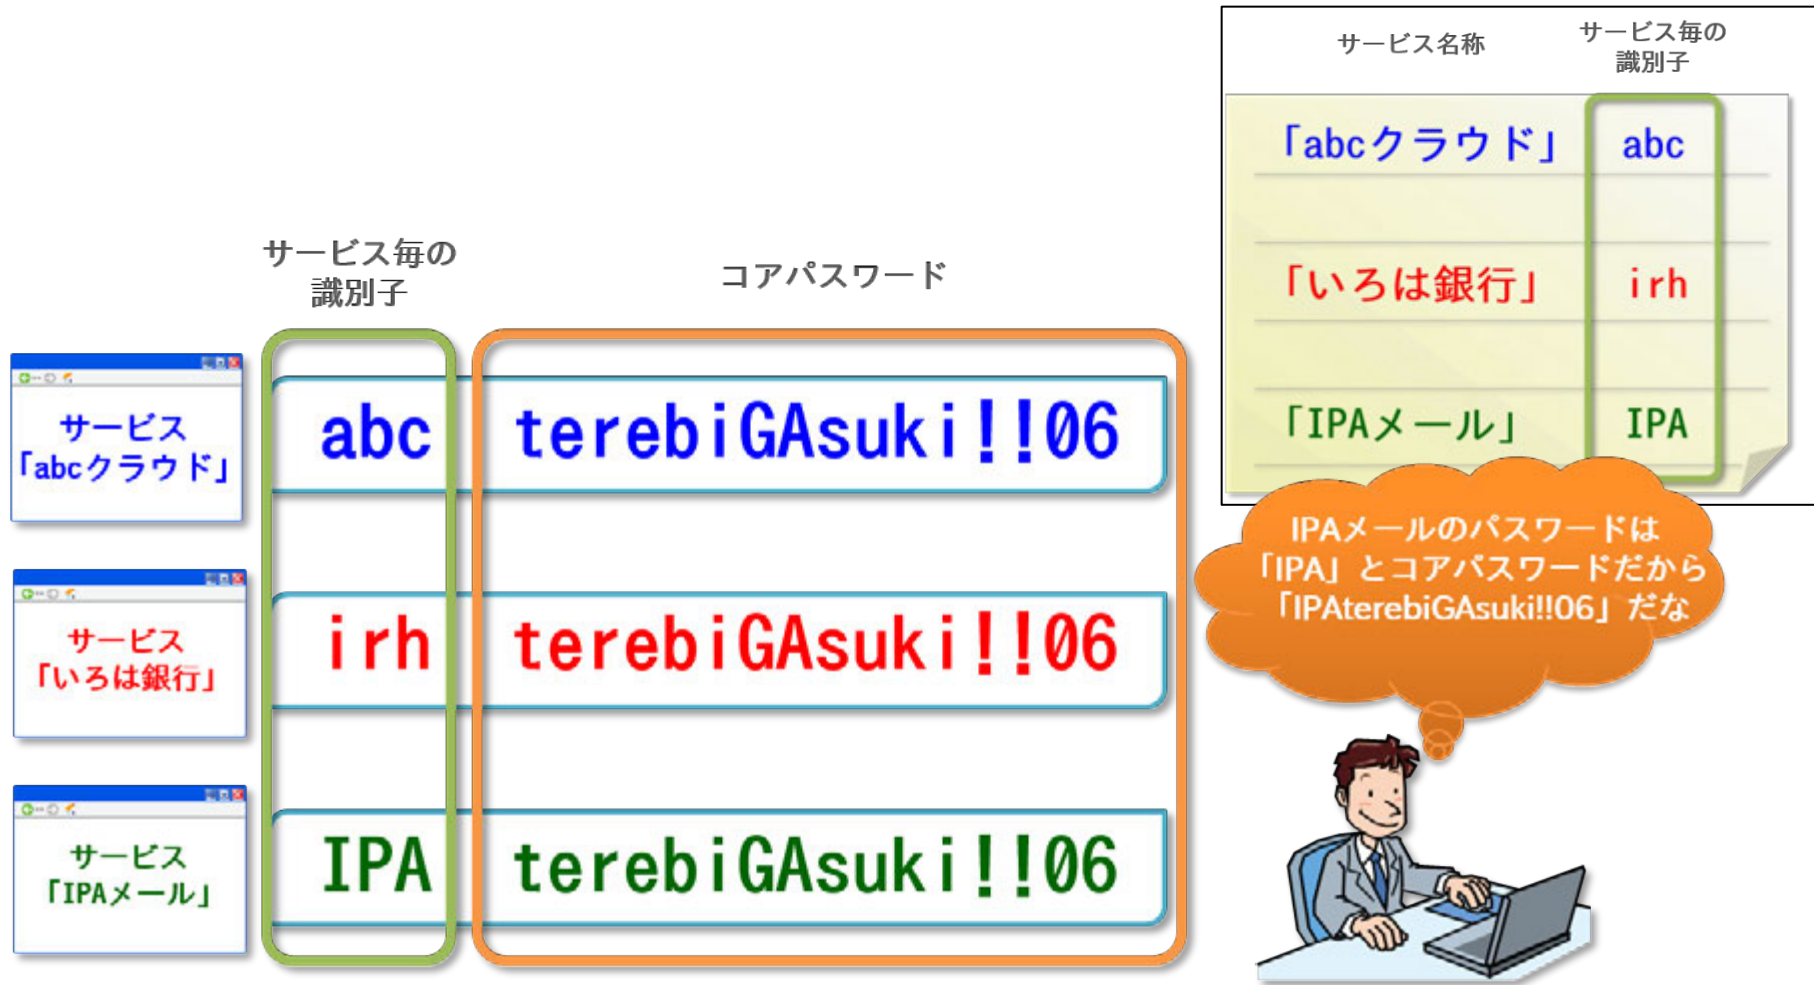 サービス名称
サービス毎の
識別子
「abcクラウド」 abc
「いろは銀行」 irh
「IPAメール」 IPA
サービス毎の
識別子
コアパスワード
サービス
「abcクラウド」
abc terebiGAsuki!!06
サービス
「いろは銀行」
irh terebiGAsuki!!06
サービス
「IPAメール」
IPA terebiGAsuki!!06
IPAメールのパスワードは
「IPA」とコアパスワードだから
「IPAterebiGAsuki!!06」だな